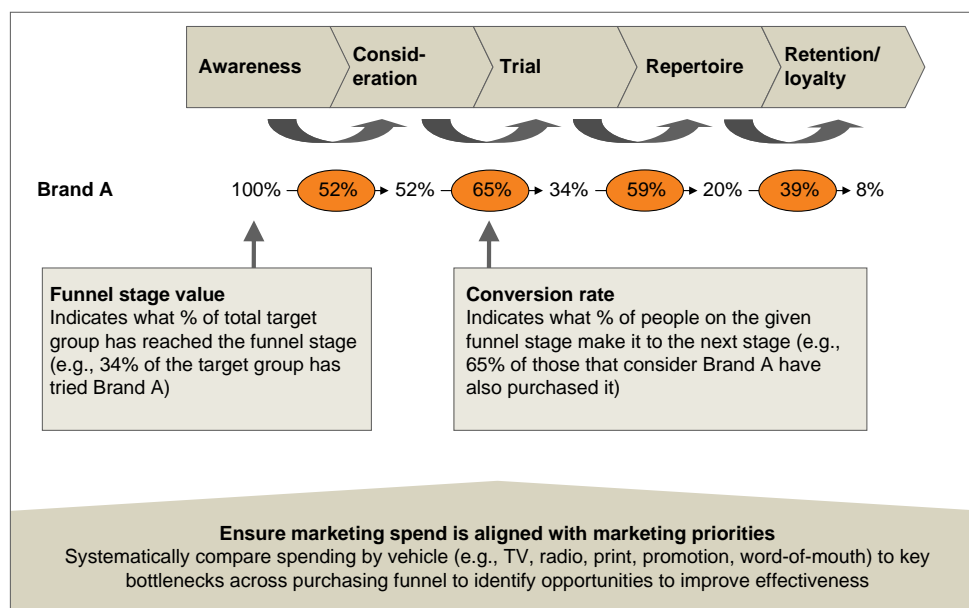 Awareness
Consid-
eration
Trial
Repertoire
Retention/
loyalty
Brand A
100% 52% 52% 65% 34% 59% 20% 39% 8%
Funnel stage value
Indicates what % of total target
group has reached the funnel stage
(e.g., 34% of the target group has
tried Brand A)
Conversion rate
Indicates what % of people on the given
funnel stage make it to the next stage (e.g.,
65% of those that consider Brand A have
also purchased it)
Ensure marketing spend is aligned with marketing priorities
Systematically compare spending by vehicle (e.g., TV, radio, print, promotion, word-of-mouth) to key
bottlenecks across purchasing funnel to identify opportunities to improve effectiveness